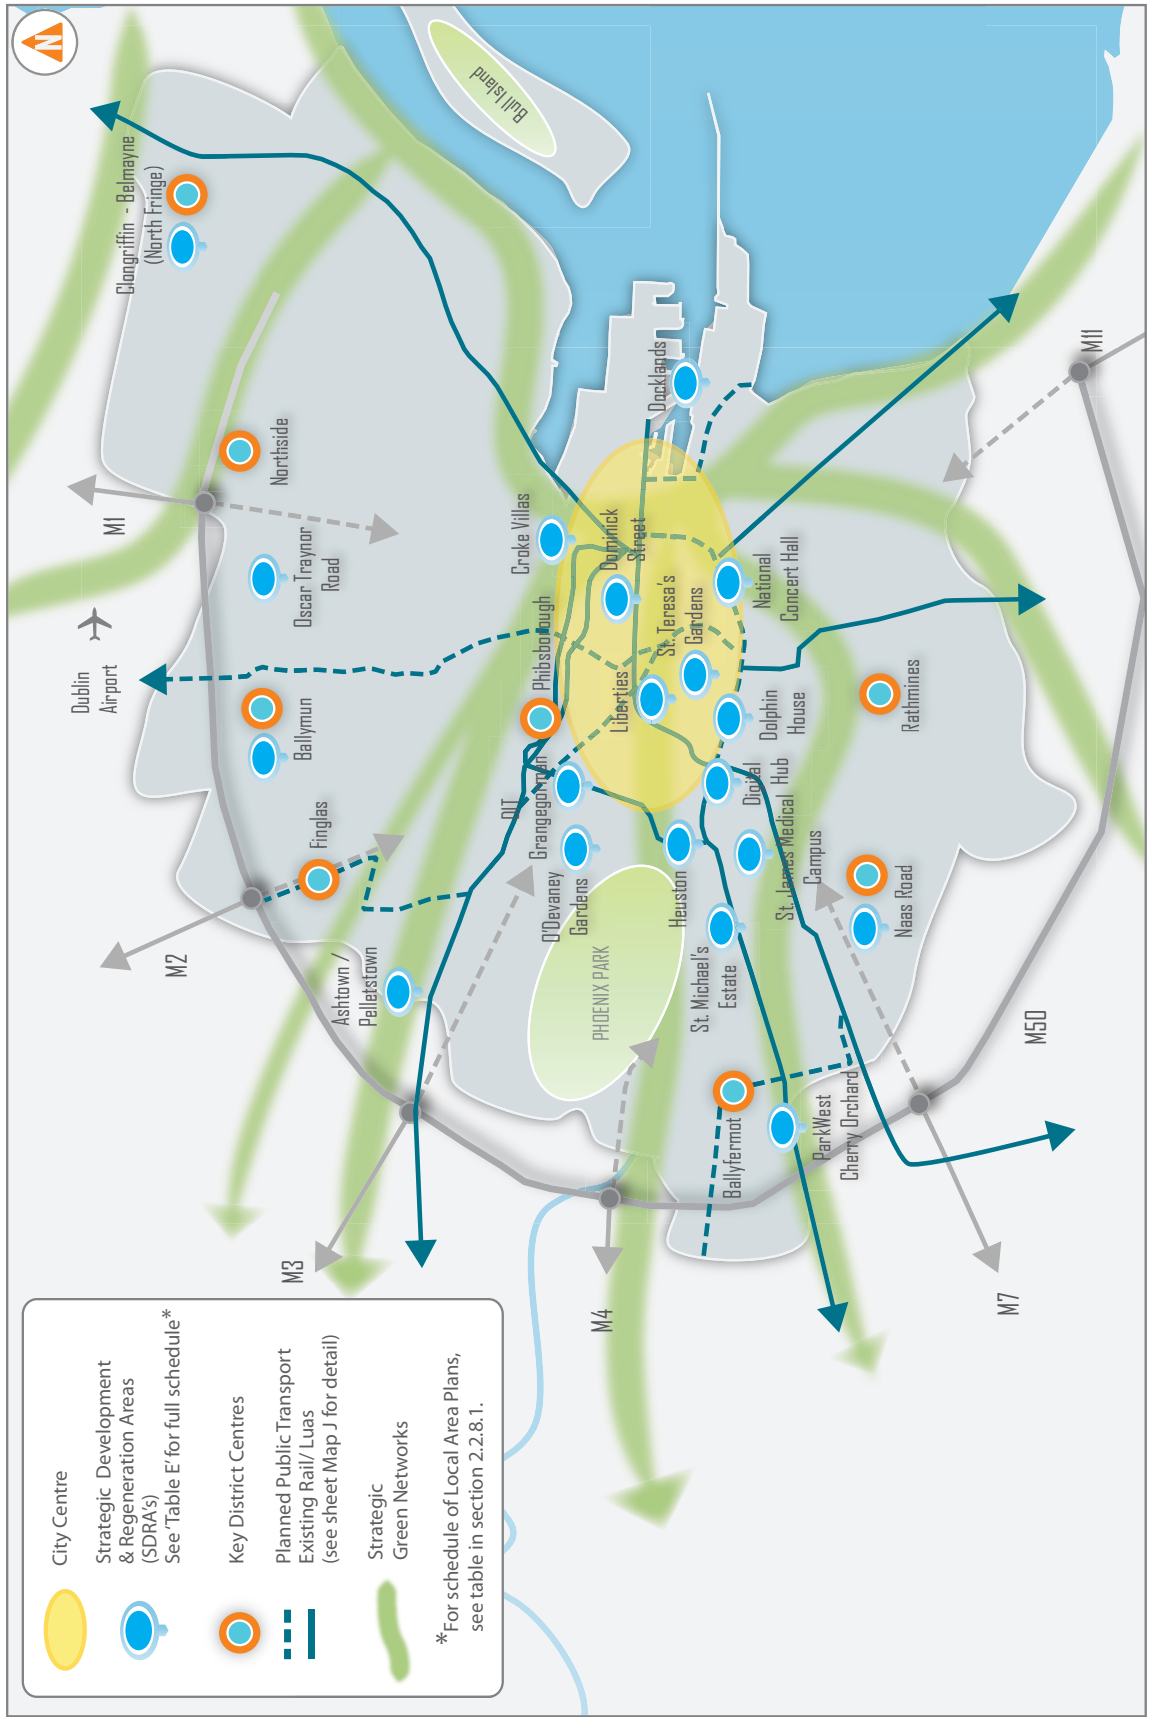 N
Bull Island
Clongriffin - Belmayne
(North Fringe)
Northside
M1
Oscar Traynor
Road
Dublin
Airport
Ballymun
Finglas
M2
Ashtown /
Pelletstown
M3
Croke Villas
Phibsborough
Dominick
Street
Docklands
St. Teresa's
Gardens
Liberties
National
Concert Hall
Dolphin
House
Digital
Hub
DIT
Grangegorman
O'Devaney
Gardens
Heuston
St. James Medical
Campus
St. Michael's
Estate
PHOENIX PARK
Rathmines
Naas Road
Ballyfermot
ParkWest
Cherry Orchard
M4
M7
M50
M11
City Centre
Strategic Development
& Regeneration Areas
(SDRA's)
See 'Table E' for full schedule*
Key District Centres
Planned Public Transport
Existing Rail/ Luas
(see sheet Map J for detail)
Strategic
Green Networks
*For schedule of Local Area Plans,
see table in section 2.2.8.1.